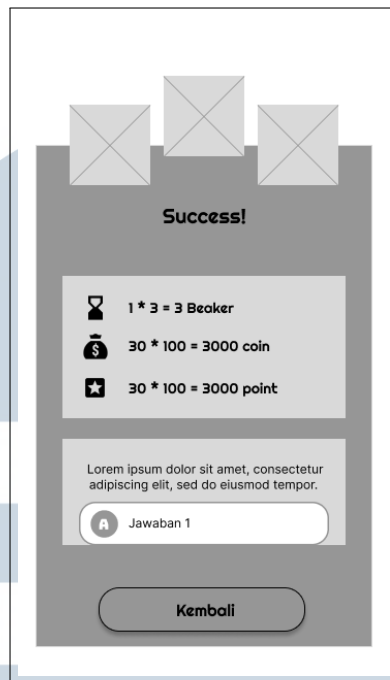 Success!
1 * 3 = 3 Beaker
$
30 * 100 = 3000 coin
30 * 100 = 3000 point
Lorem ipsum dolor sit amet, consectetur
adipiscing elit, sed do eiusmod tempor.
A Jawaban 1
Kembali